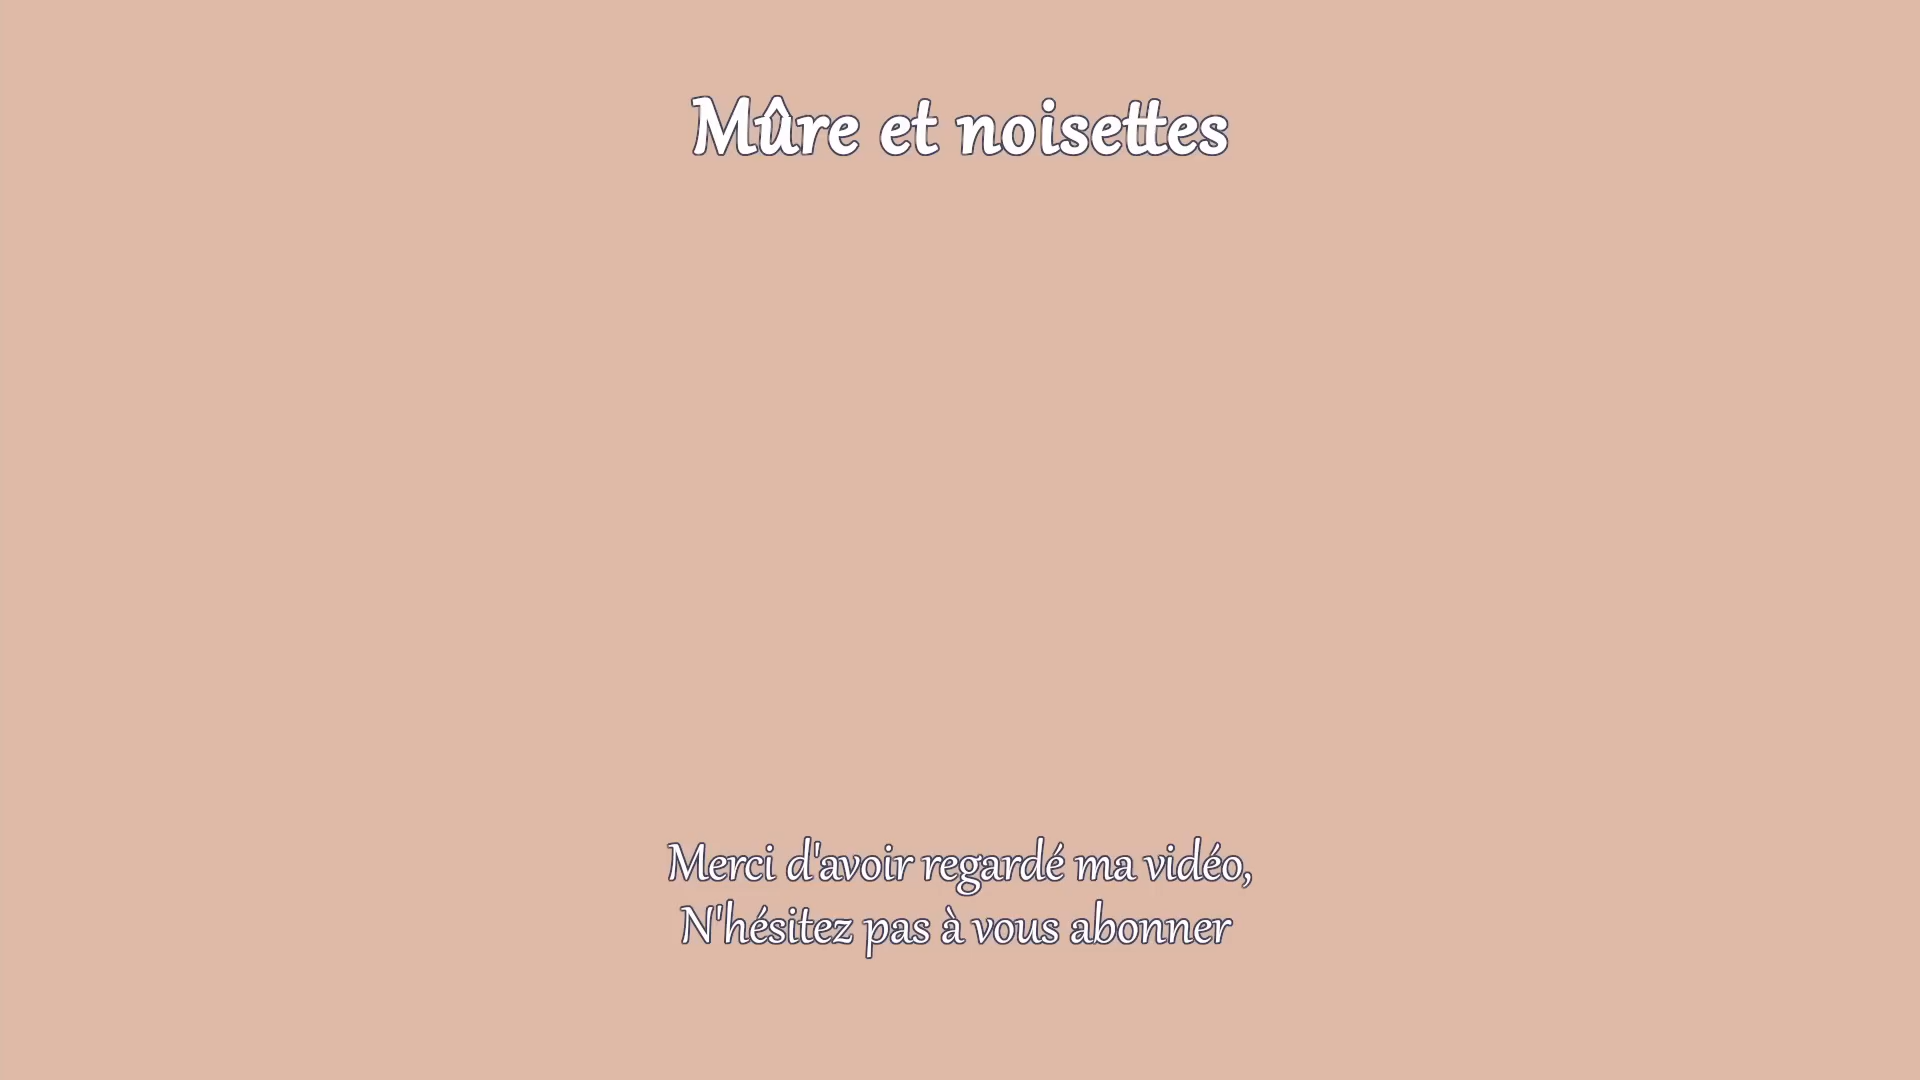 Mûre et noisettes
Merci d'avoir regardé ma vidéo,
N'hésitez pas à vous abonner